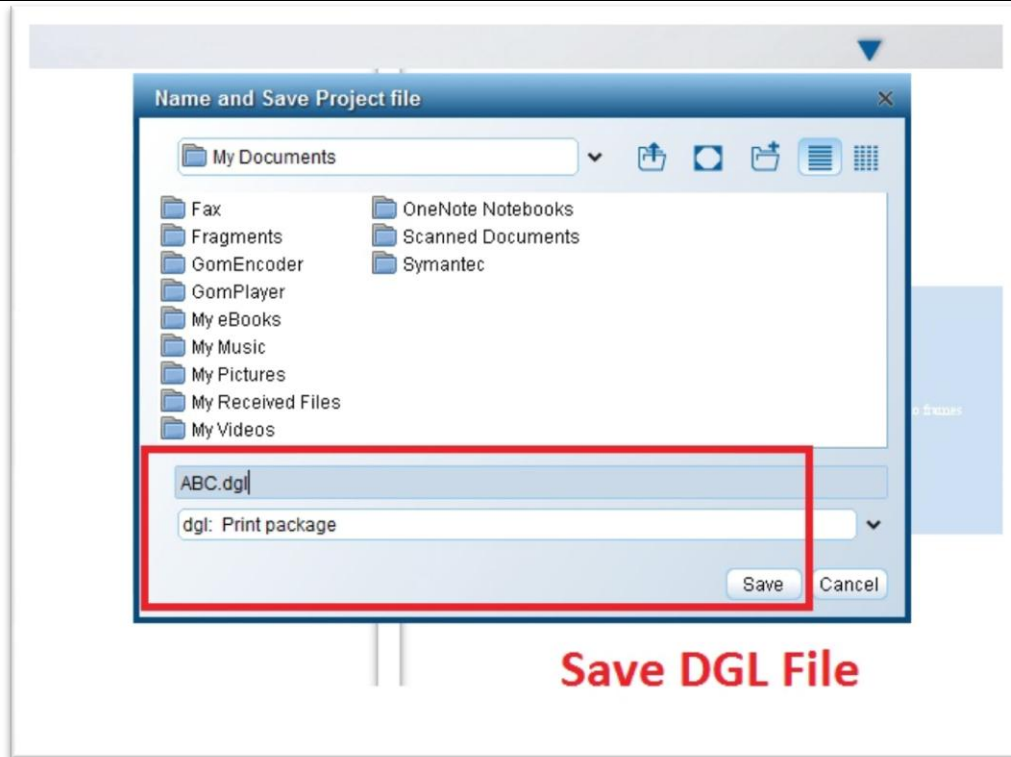 Name and Save Project file
My Documents
Fax
Fragments
GomEncoder
GomPlayer
My eBooks
My Music
My Pictures
My Received Files
My Videos
OneNote Notebooks
Scanned Documents
Symantec
frames
ABC.dgl
dgl: Print package
Save
Cancel
Save DGL File